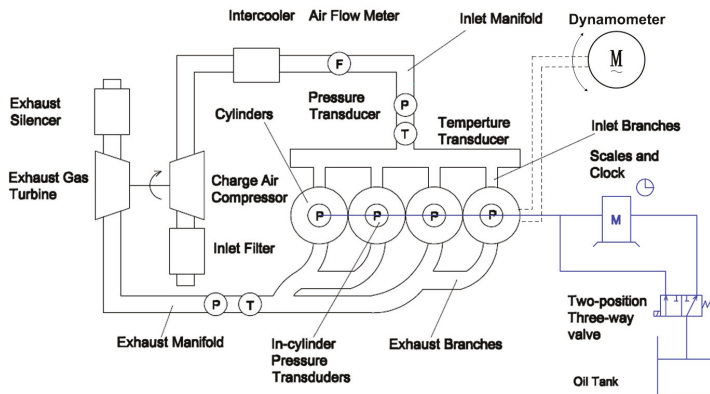 Intercooler
Air Flow Meter
Inlet Manifold
Dynamometer
M
~
F
Exhaust
Silencer
Cylinders
Pressure
Transducer
P
T
Temperture
Transducer
Inlet Branches
Scales and
Clock
Exhaust Gas
Turbine
Charge Air
Compressor
P
P
P
P
M
Inlet Filter
P
T
Two-position
Three-way
valve
Exhaust Manifold
In-cylinder
Pressure
Transduders
Exhaust Branches
Oil Tank